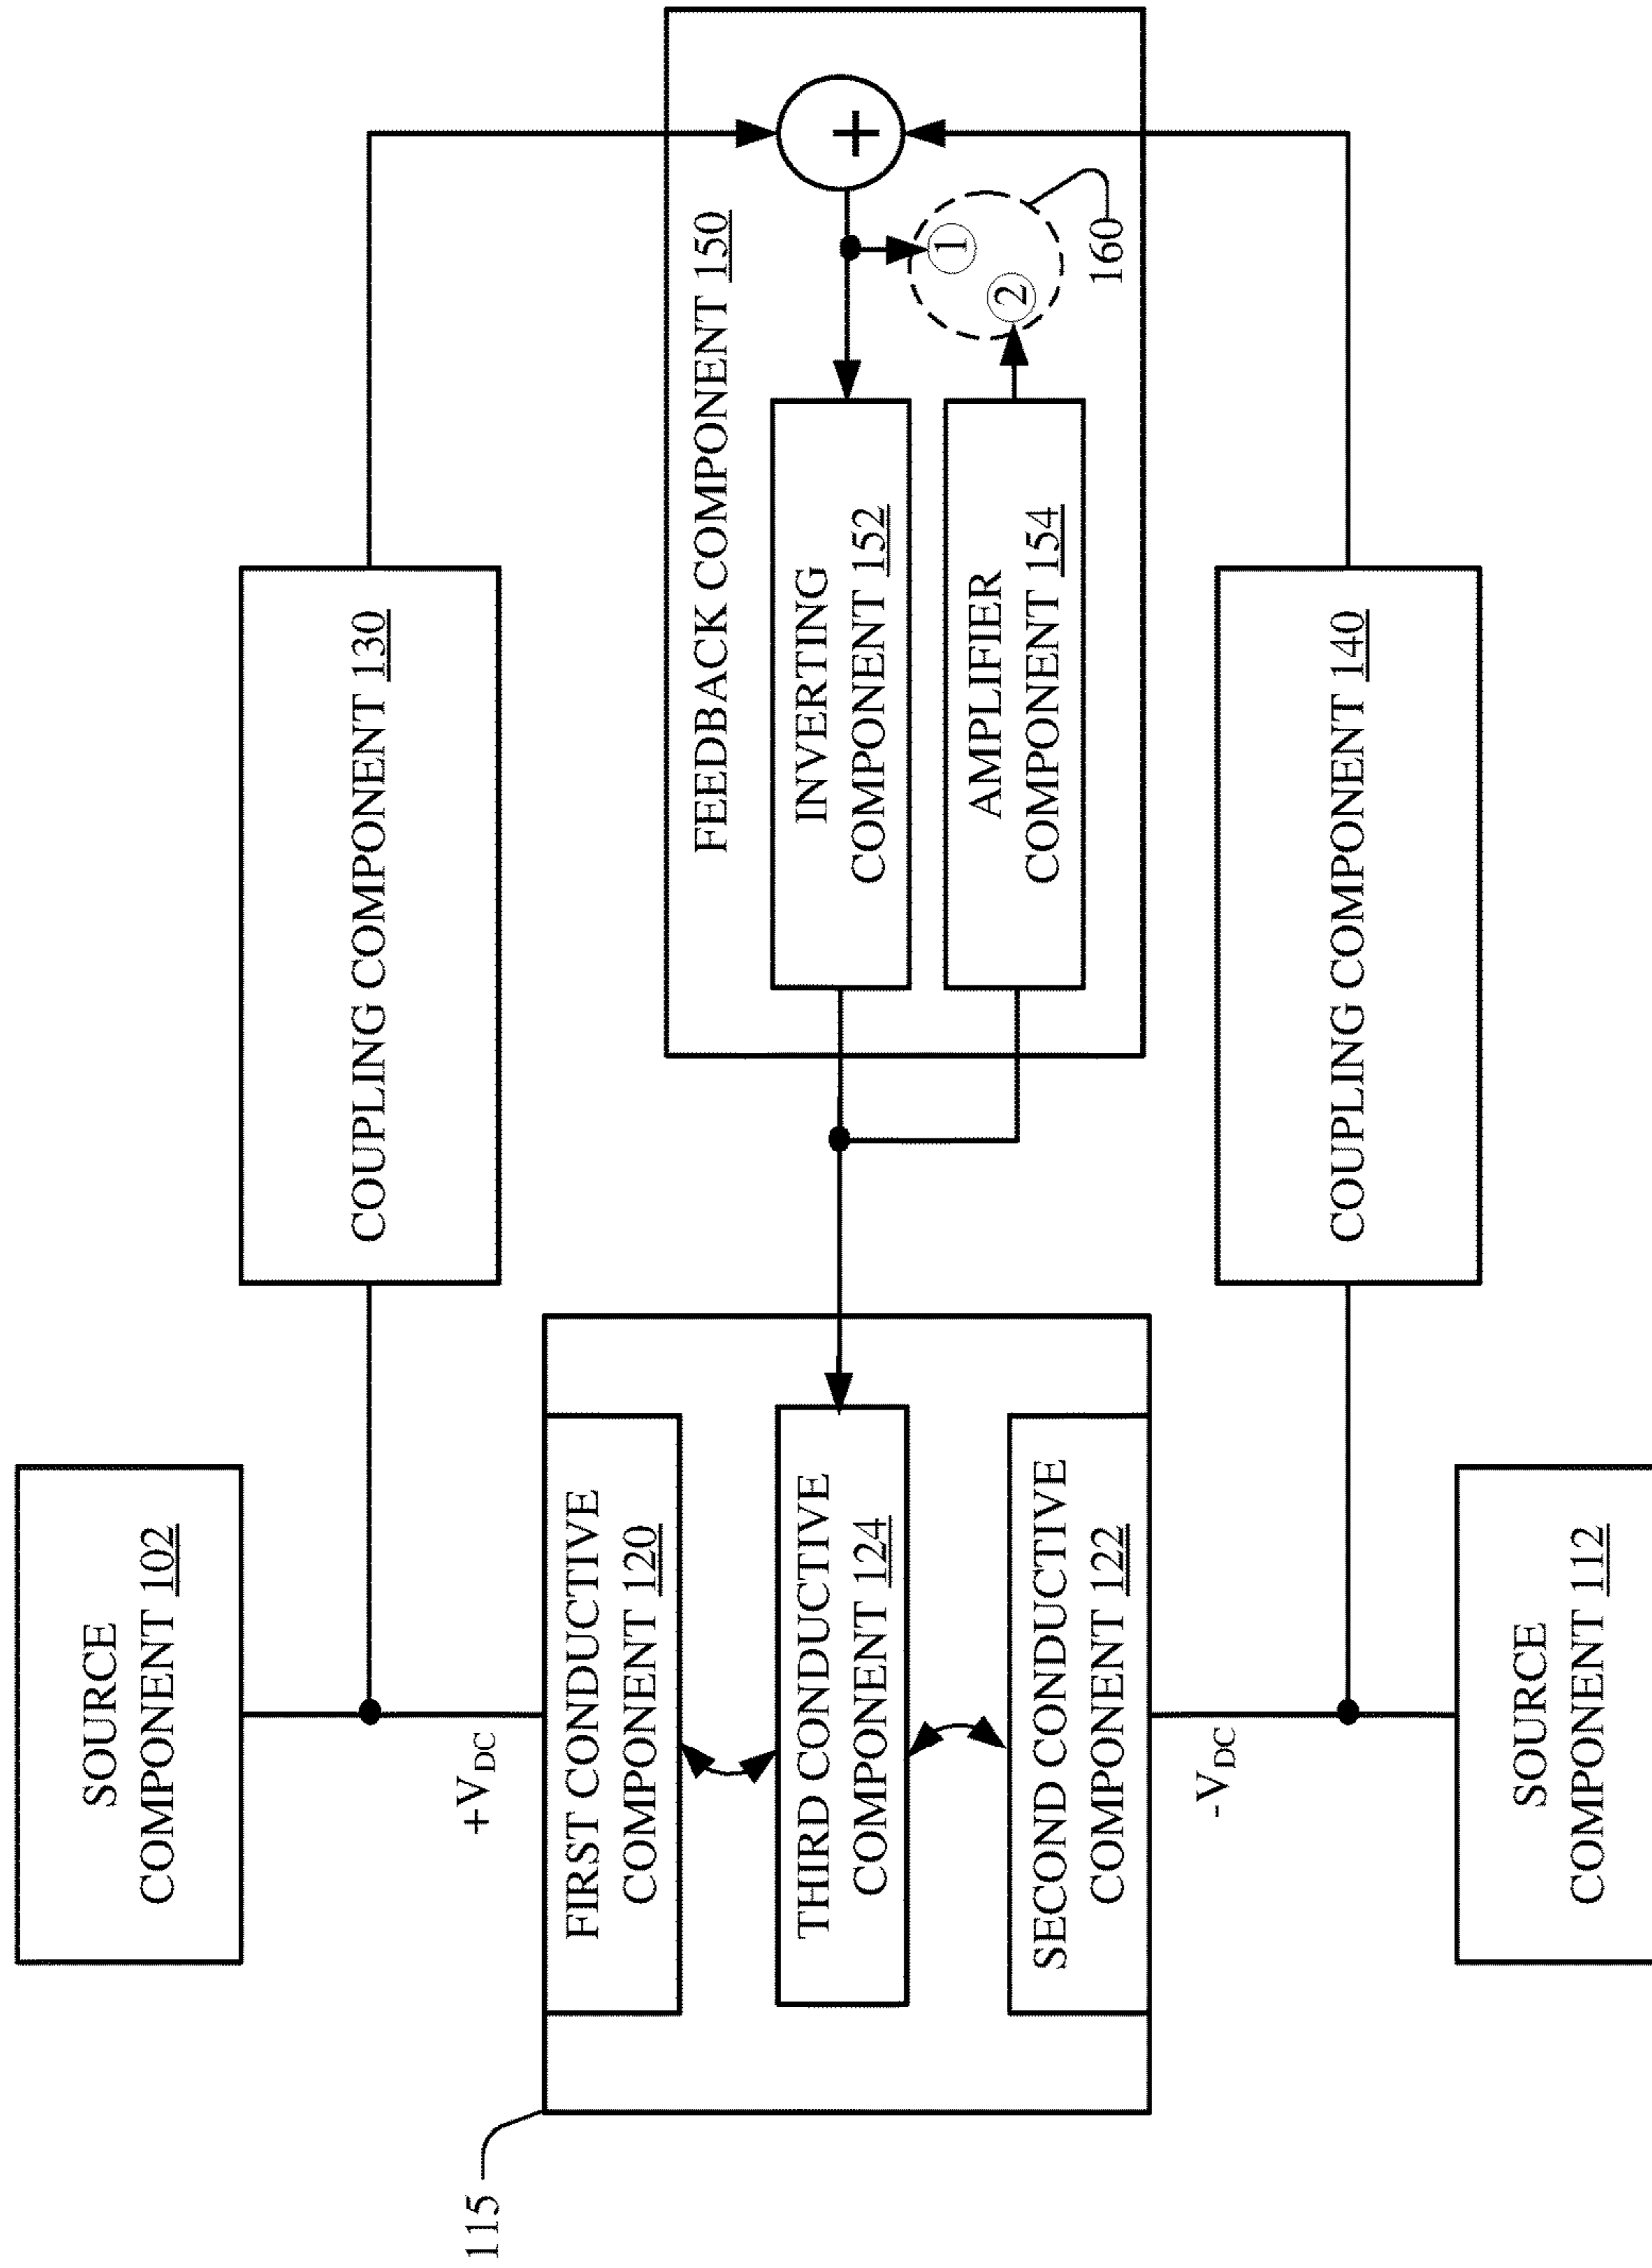 115
SOURCE
COMPONENT 102
+VDC
FIRST CONDUCTIVE
COMPONENT 120
THIRD CONDUCTIVE
COMPONENT 124
SECOND CONDUCTIVE
COMPONENT 122
-VDC
SOURCE
COMPONENT 112
COUPLING COMPONENT 130
FEEDBACK COMPONENT 150
INVERTING
COMPONENT 152
AMPLIFIER
COMPONENT 154
+
1
2
160
COUPLING COMPONENT 140